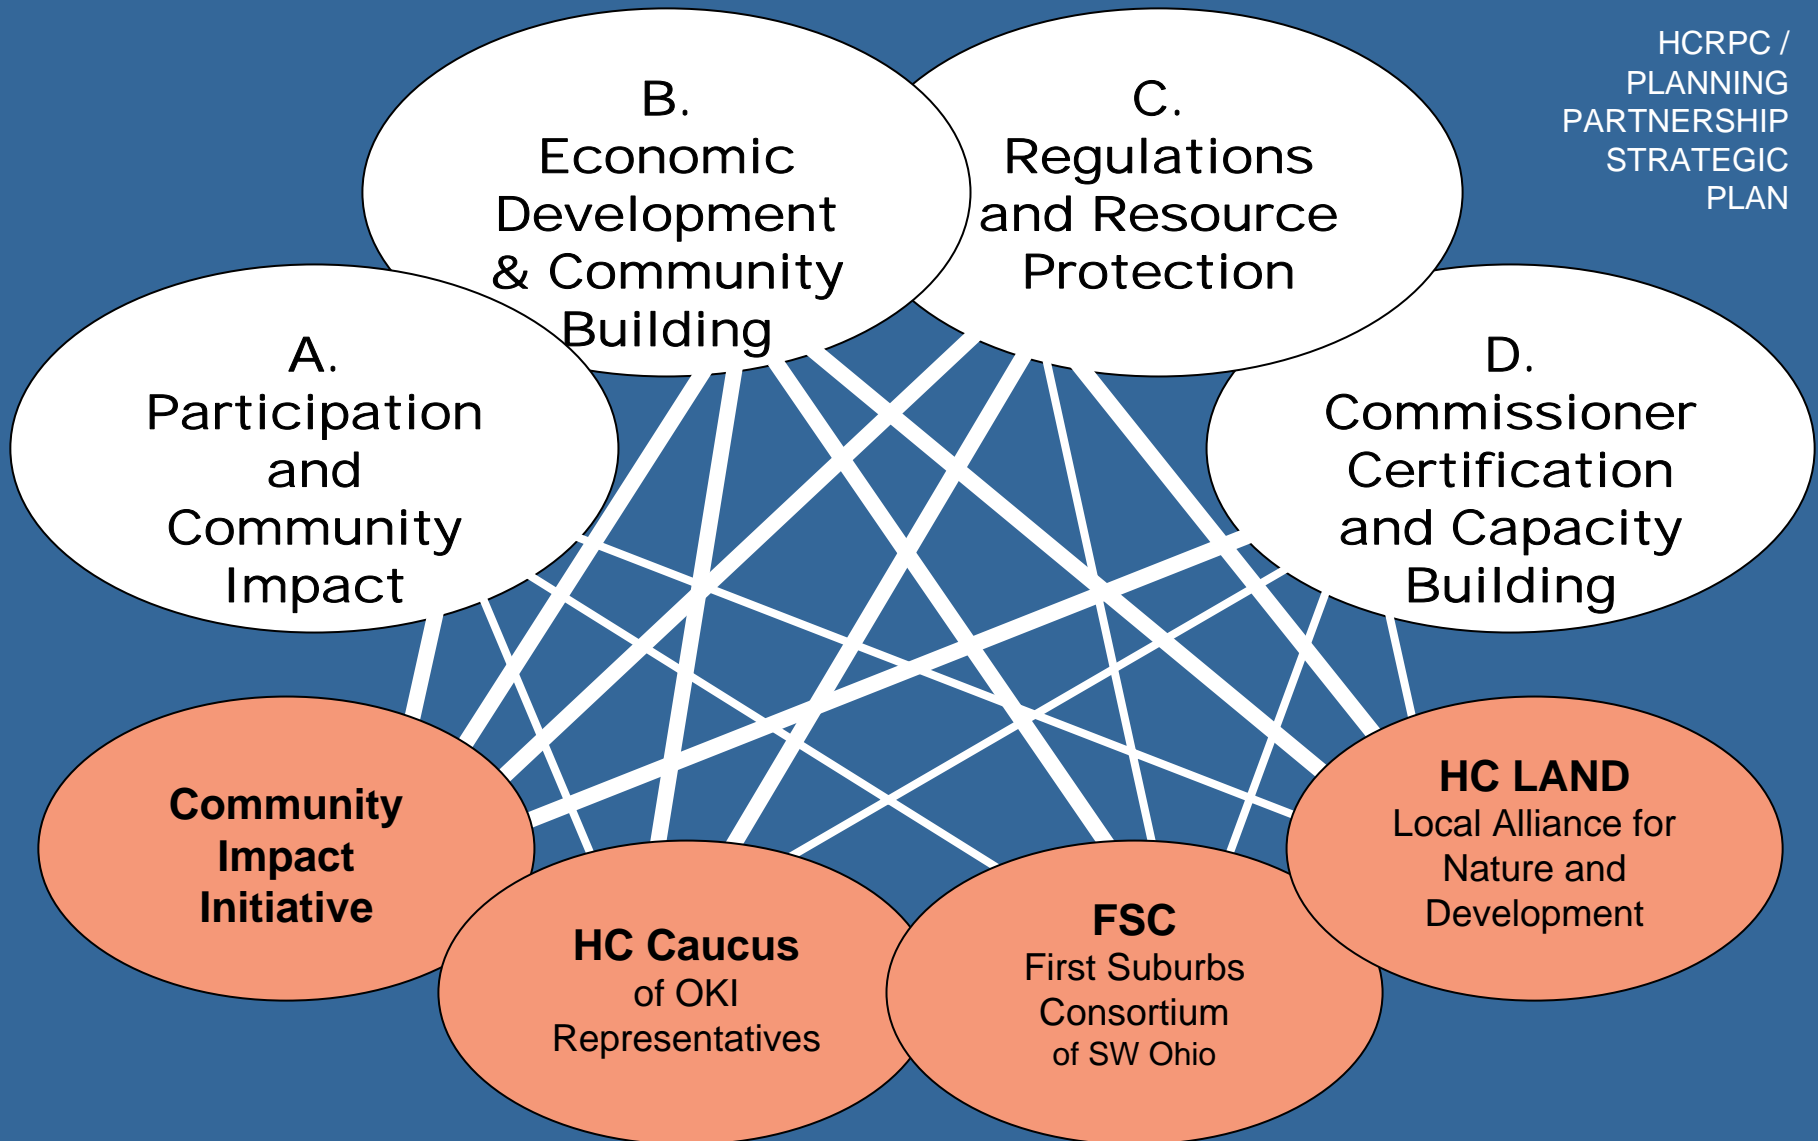 HCRPC /
PLANNING
PARTNERSHIP
STRATEGIC
PLAN
A.
Participation
and
Community
Impact
B.
Economic
Development
& Community
Building
C.
Regulations
and Resource
Protection
D.
Commissioner
Certification
and Capacity
Building
Community
Impact
Initiative
HC Caucus
of OKI
Representatives
FSC
First Suburbs
Consortium
of SW Ohio
HC LAND
Local Alliance for
Nature and
Development